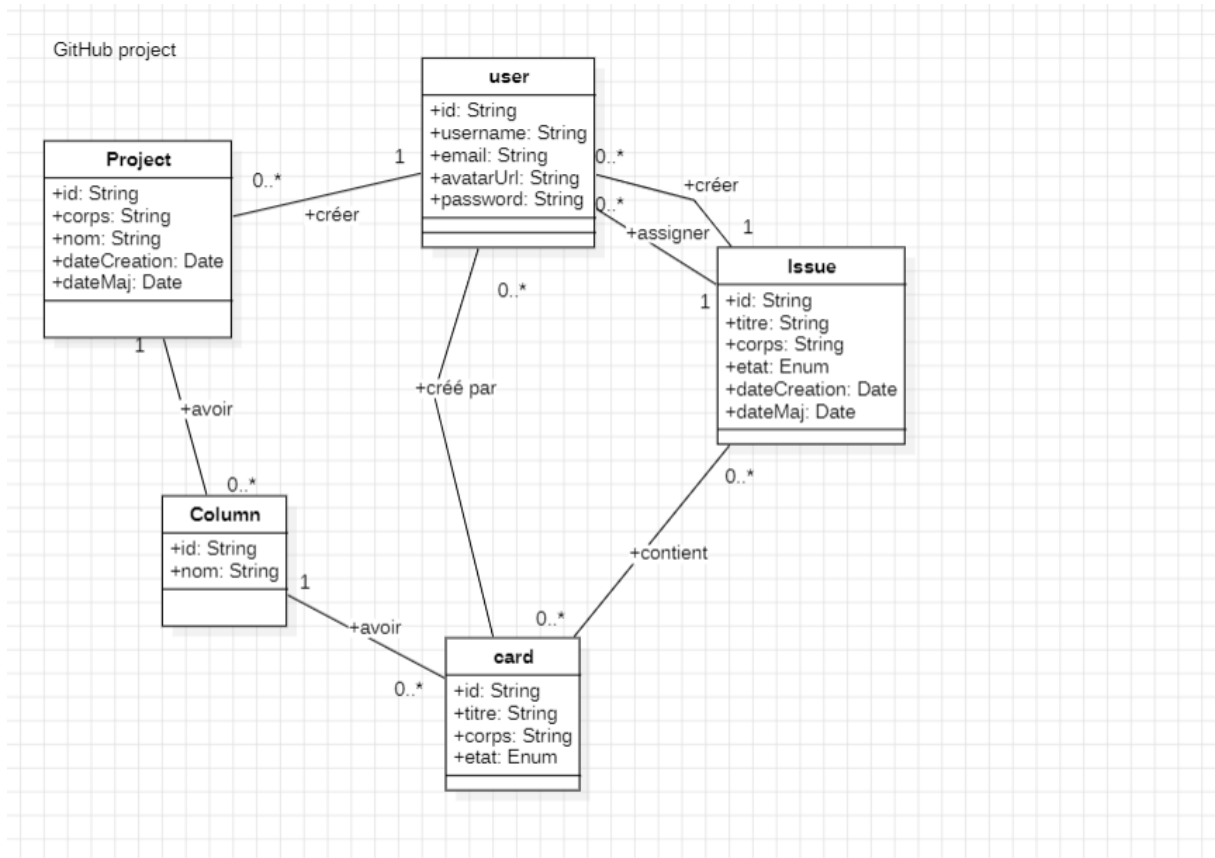 GitHub project
user
+id: String
+username: String
+email: String
+avatarUrl: String
+password: String
Project
+id: String
+corps: String
+nom: String
+dateCreation: Date
+dateMaj: Date
0..*
1
+créer
0..*
+créer
1
0..*
+assigner
1
Issue
+id: String
+titre: String
+corps: String
+etat: Enum
+dateCreation: Date
+dateMaj: Date
0..*
+créé par
1
+avoir
0..*
Column
+id: String
+nom: String
1
+avoir
0..*
0..*
+contient
0..*
card
+id: String
+titre: String
+corps: String
+etat: Enum